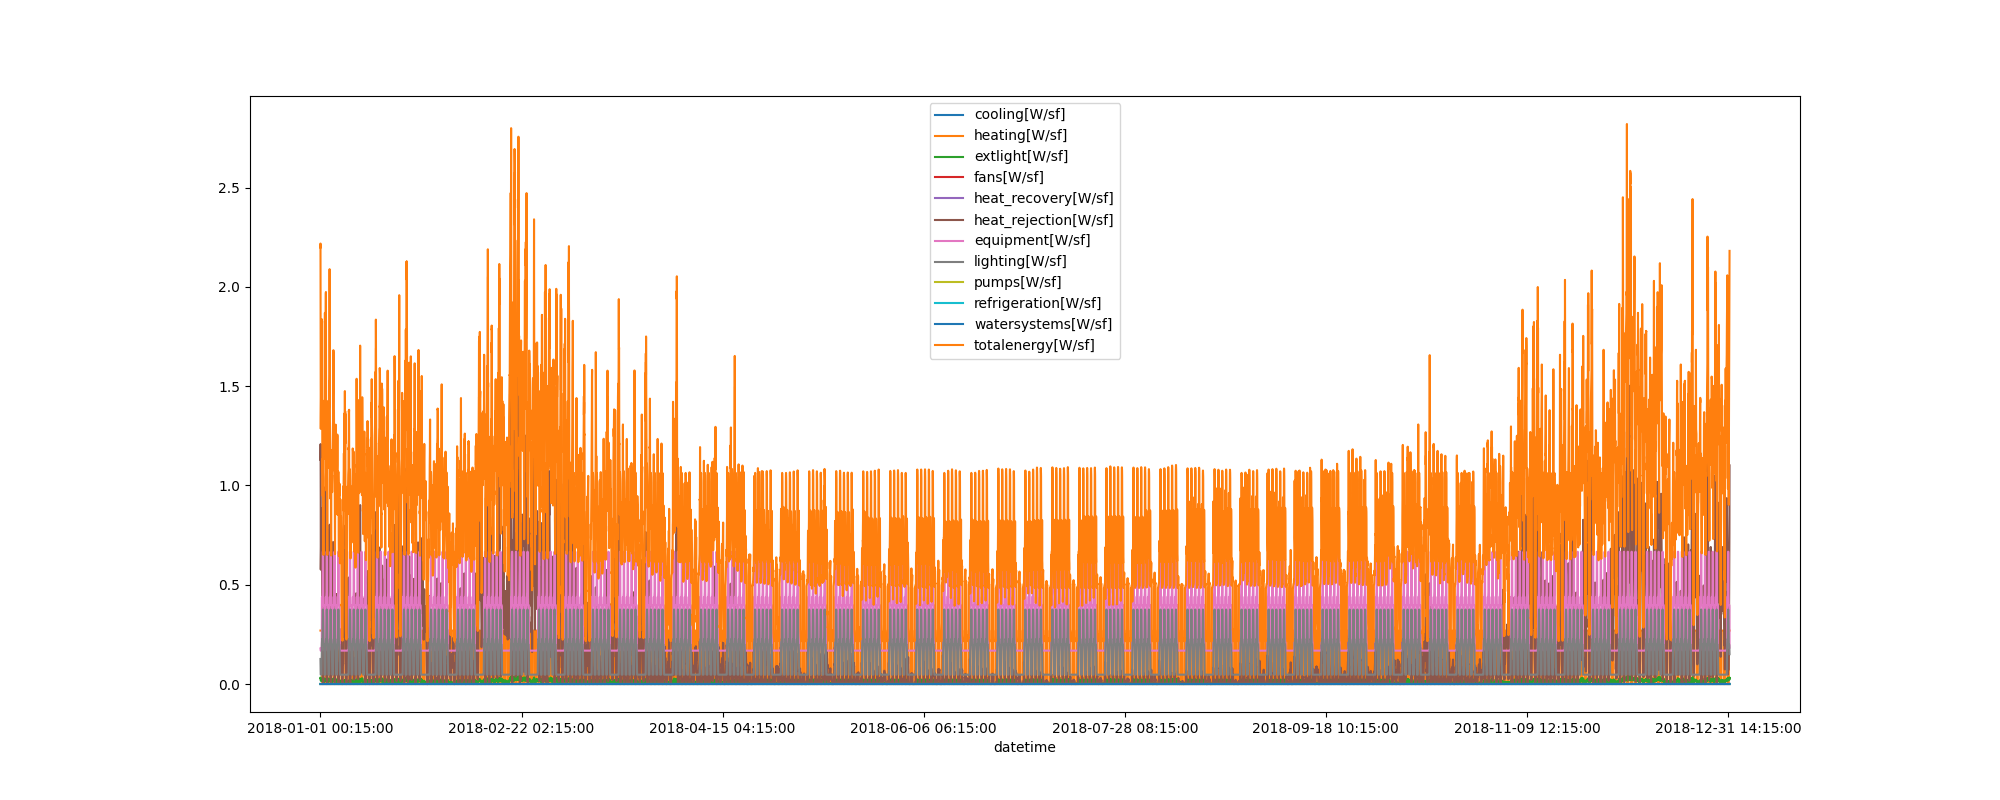 cooling[W/sf]
heating[W/sf]
extlight[W/sf]
fans[W/sf]
heat_recovery[W/sf]
heat_rejection[W/sf]
equipment[W/sf]
lighting[W/sf]
pumps[W/sf]
refrigeration[W/sf]
watersystems[W/sf]
totalenergy[W/sf]
2.5
2.0
1.5
1.0
0.5
0.0
2018-01-01 00:15:00 2018-02-22 02:15:00 2018-04-15 04:15:00 2018-06-06 06:15:00 2018-07-28 08:15:00 2018-09-18 10:15:00 2018-11-09 12:15:00 2018-12-31 14:15:00
datetime